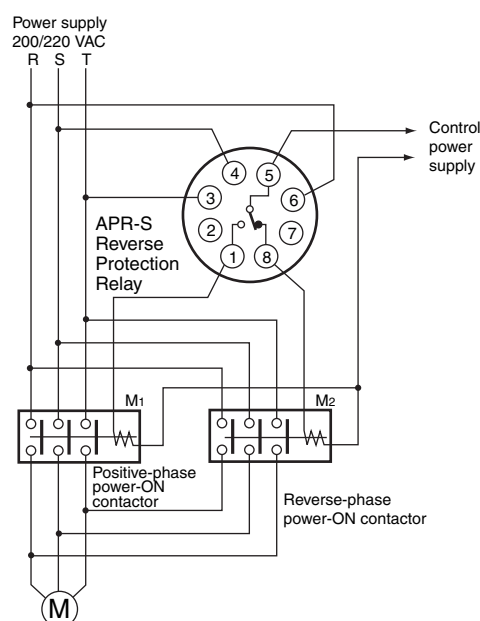 Power supply
200/220 VAC
R S T
Control
power
supply
4 5
3 6
2 7
1 8
APR-S
Reverse
Protection
Relay
M1
M2
Positive-phase
power-ON
contactor
Reverse-phase
power-ON contactor
M